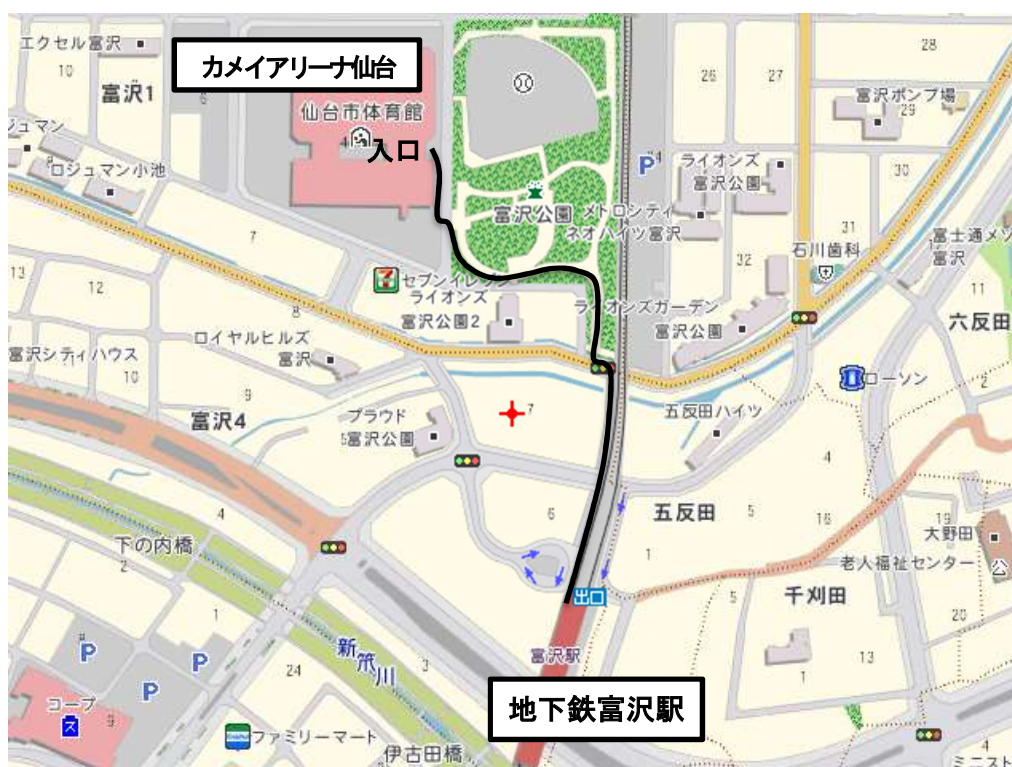 エクセル富沢
10
富沢1
6
カメイアリーナ仙台
仙台市体育館
入口
28
26
27
富沢ポンプ場
29
ジュマン
ロジュマン小池
P
ライオンズ
富沢公園
30
富沢公園
メトロシティ
ネオハイツ富沢
31
石川歯科
富士通メゾ
富沢
32
7
13
12
セブンイレブ
ライオンズ
富沢公園2
ライオンズガーデン
富沢公園
11
六反田
8
ロイヤルヒルズ
富沢
富沢シティハウス
10
9
富沢4
プラウド
富沢公園
7
五反田ハイツ
ローソン
2
4
6
五反田
5
16
19
大野田
老人福祉センター
公
4
下の内橋
2
1
1
出口
5
千刈田
20
富沢駅
新笊川
3
P
P
P
24
13
1
コープ
ス
9
地下鉄富沢駅
ファミリーマート
伊古田橋
4
ミニスト